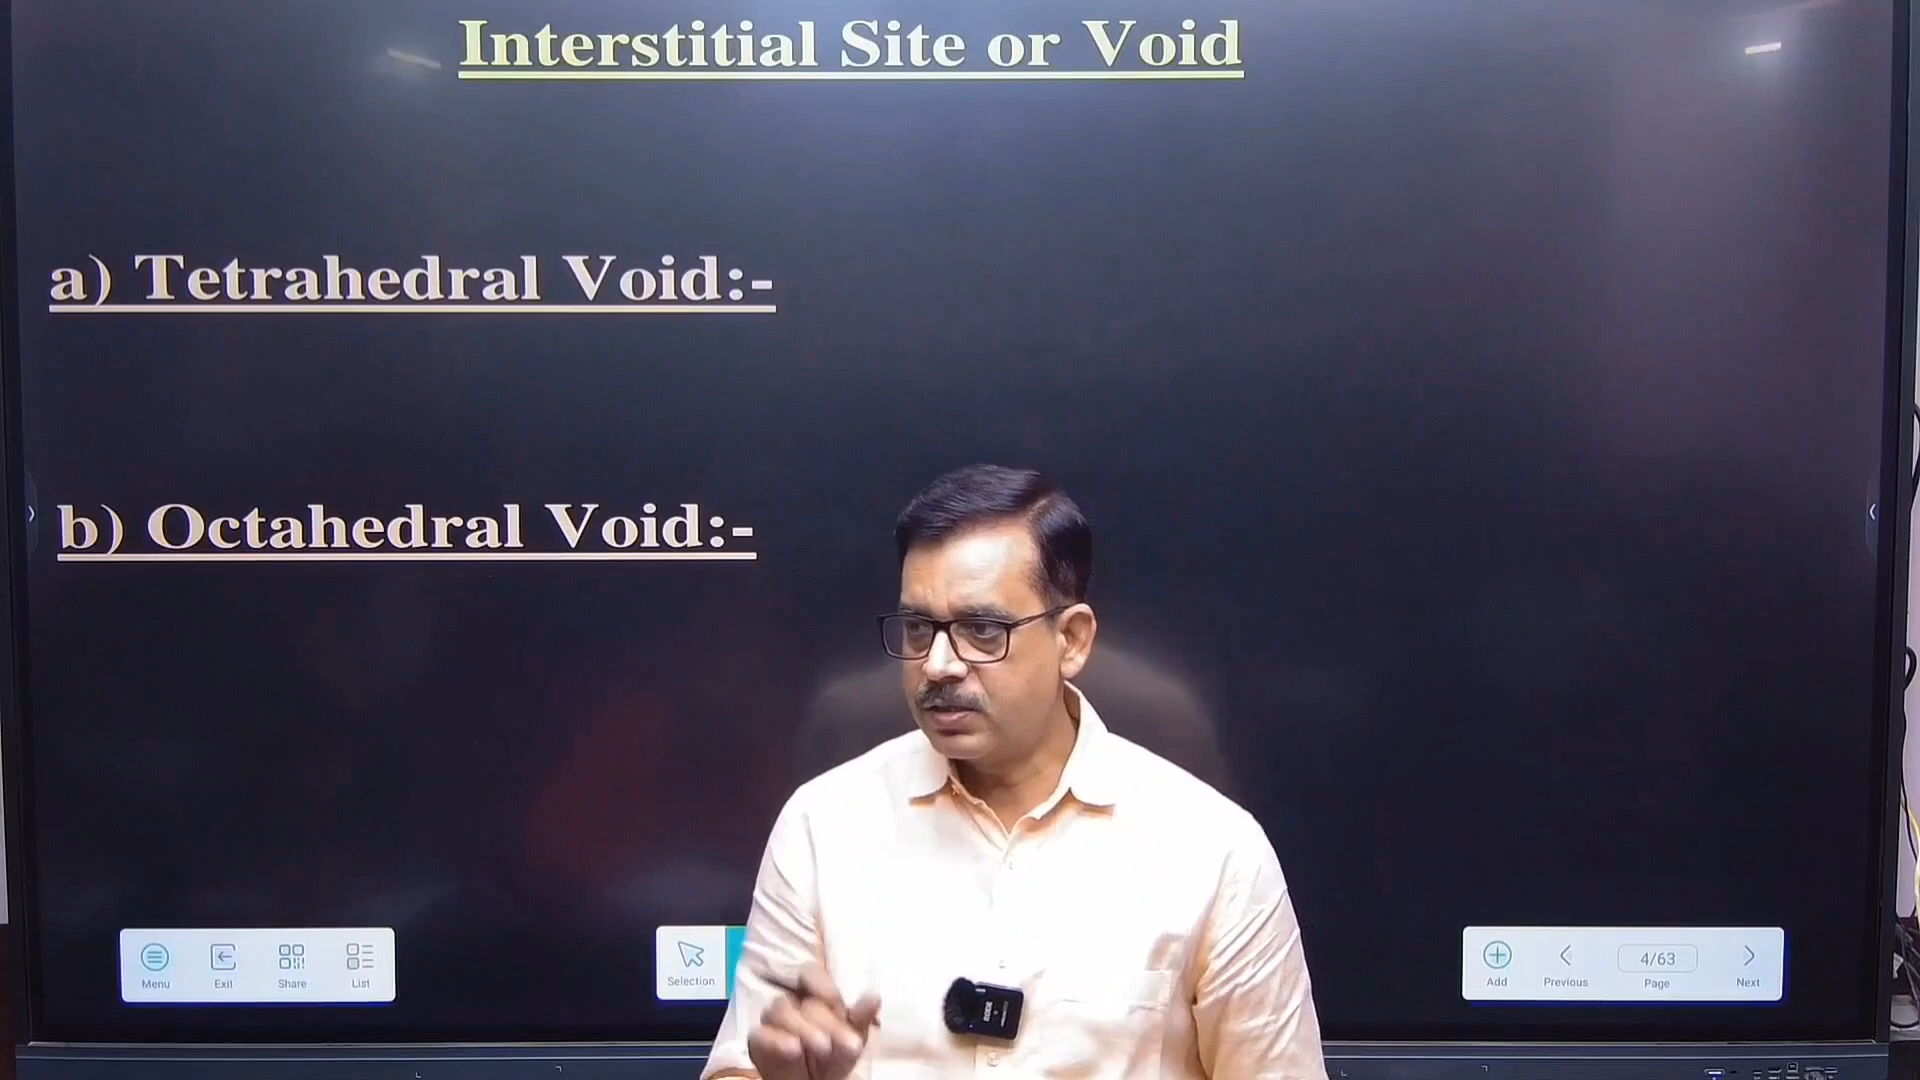 Interstitial Site or Void
a) Tetrahedral Void:-
b) Octahedral Void:-
Menu
Exit
Share
List
Selection
Add
Previous
4/63
Page
Next
RODE